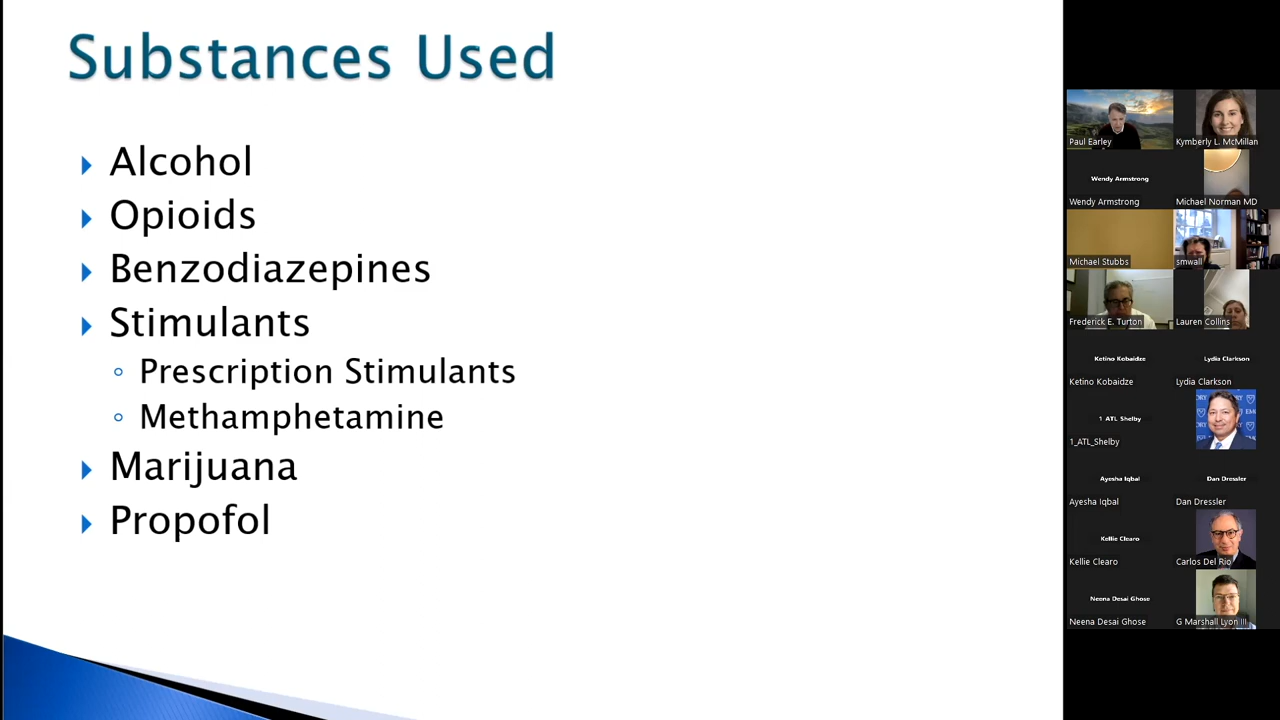 Substances Used
Alcohol
Opioids
Benzodiazepines
Stimulants
Prescription Stimulants
Methamphetamine
Marijuana
Propofol
Paul Earley
Kymberly L. McMillan
Wendy Armstrong
Wendy Armstrong
Michael Norman MD
Michael Stubbs
smwall
Frederick E. Turton
Lauren Collins
Ketino Kobaidze
Lydia Clarkson
Ketino Kobaidze
Lydia Clarkson
1_ATL_Shelby
1_ATL_Shelby
Ayesha Iqbal
Dan Dressler
Ayesha Iqbal
Dan Dressler
Kellie Clearo
Kellie Clearo
Carlos Del Rio
Neena Desai Ghose
Neena Desai Ghose
G Marshall Lyon III